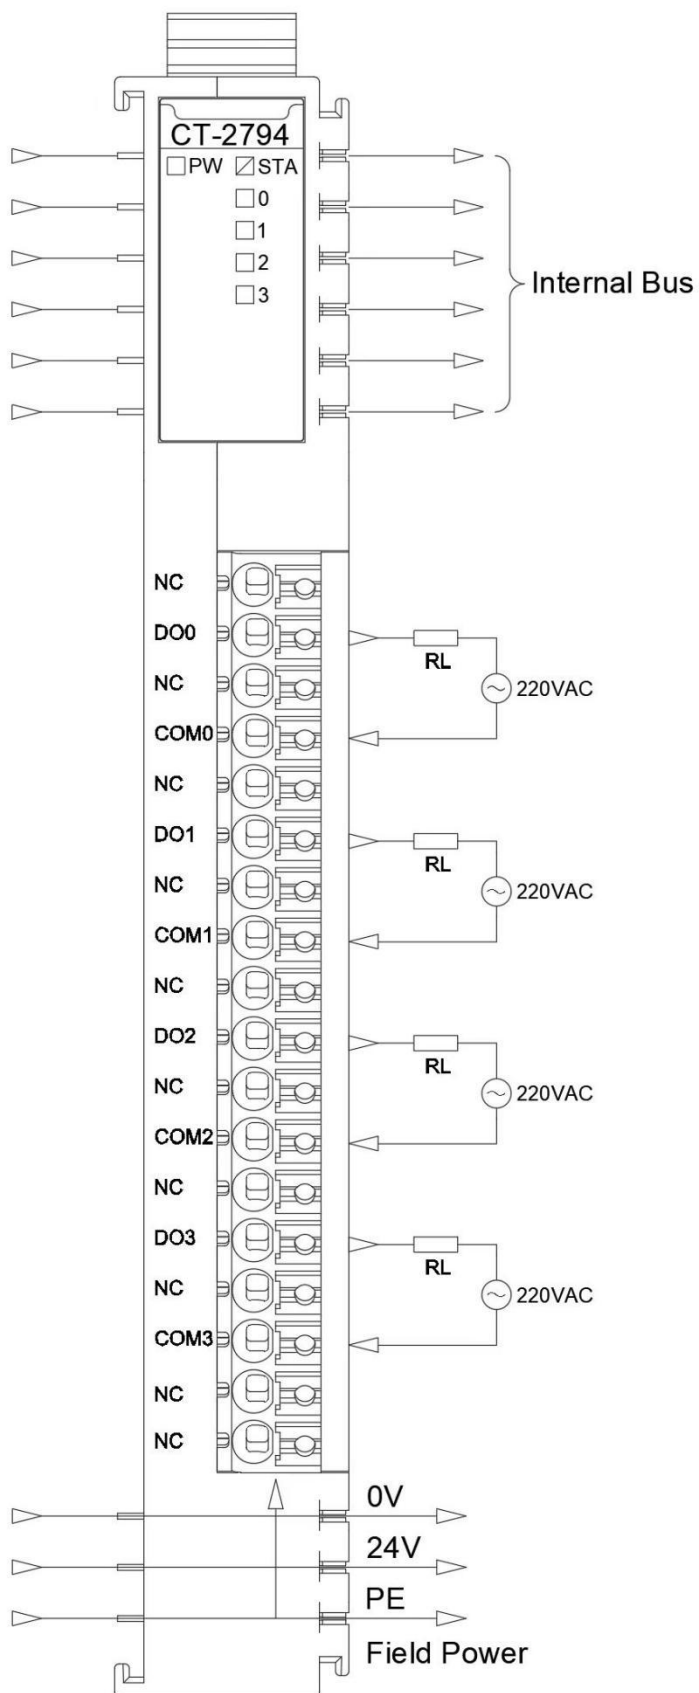 CT-2794
PW STA
0
1
2
3
Internal Bus
NC
DO0
RL
NC
220VAC
COM0
NC
DO1
RL
NC
220VAC
COM1
NC
DO2
RL
NC
220VAC
COM2
NC
DO3
RL
NC
220VAC
COM3
NC
NC
0V
24V
PE
Field Power